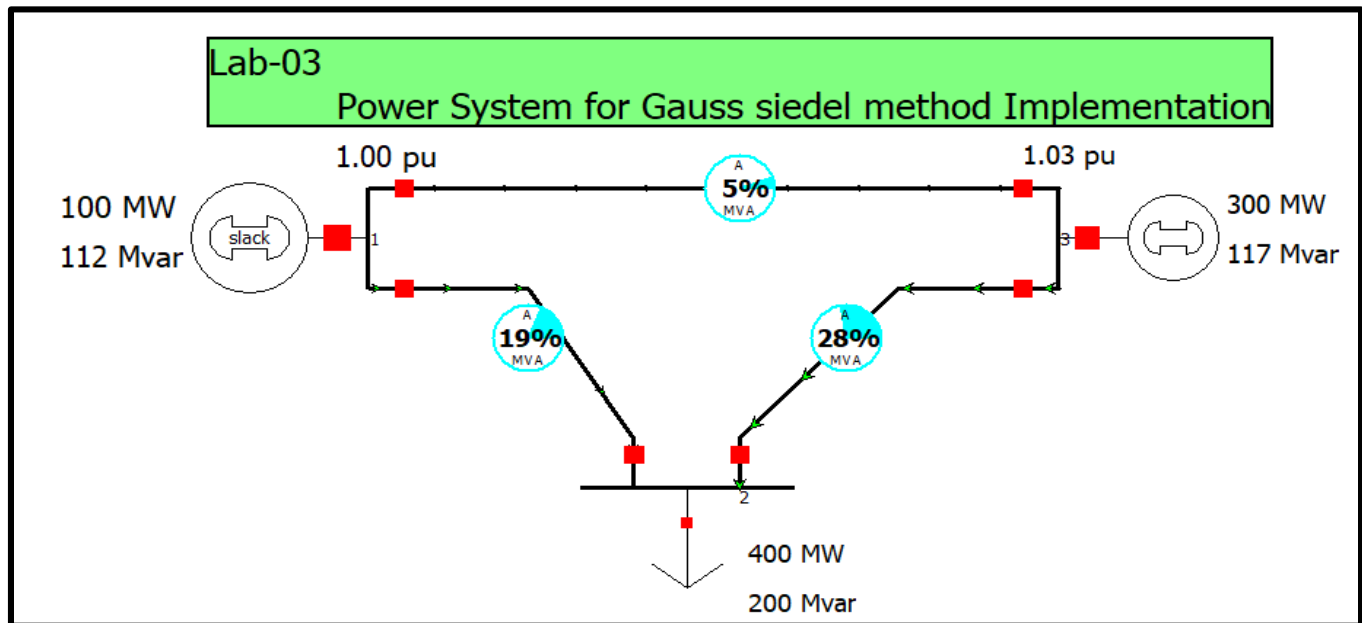 Lab-03
Power System for Gauss siedel method Implementation
1.00 pu
1.03 pu
A
5%
MVA
100 MW
112 Mvar
slack
1
3
300 MW
117 Mvar
A
19%
MVA
A
28%
MVA
2
400 MW
200 Mvar